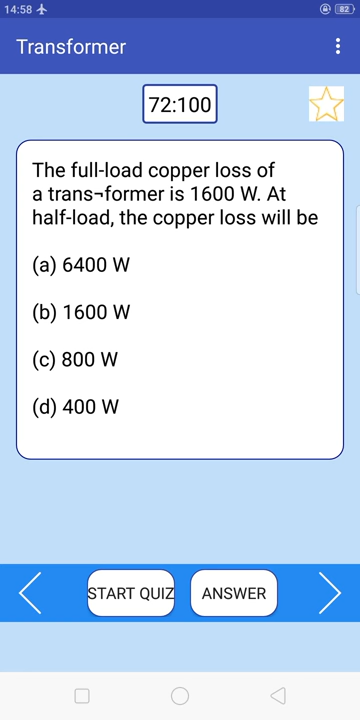 14:58
82
Transformer
72:100
The full-load copper loss of
a trans¬former is 1600 W. At
half-load, the copper loss will be
(a) 6400 W
(b) 1600 W
(c) 800 W
(d) 400 W
START QUIZ
ANSWER